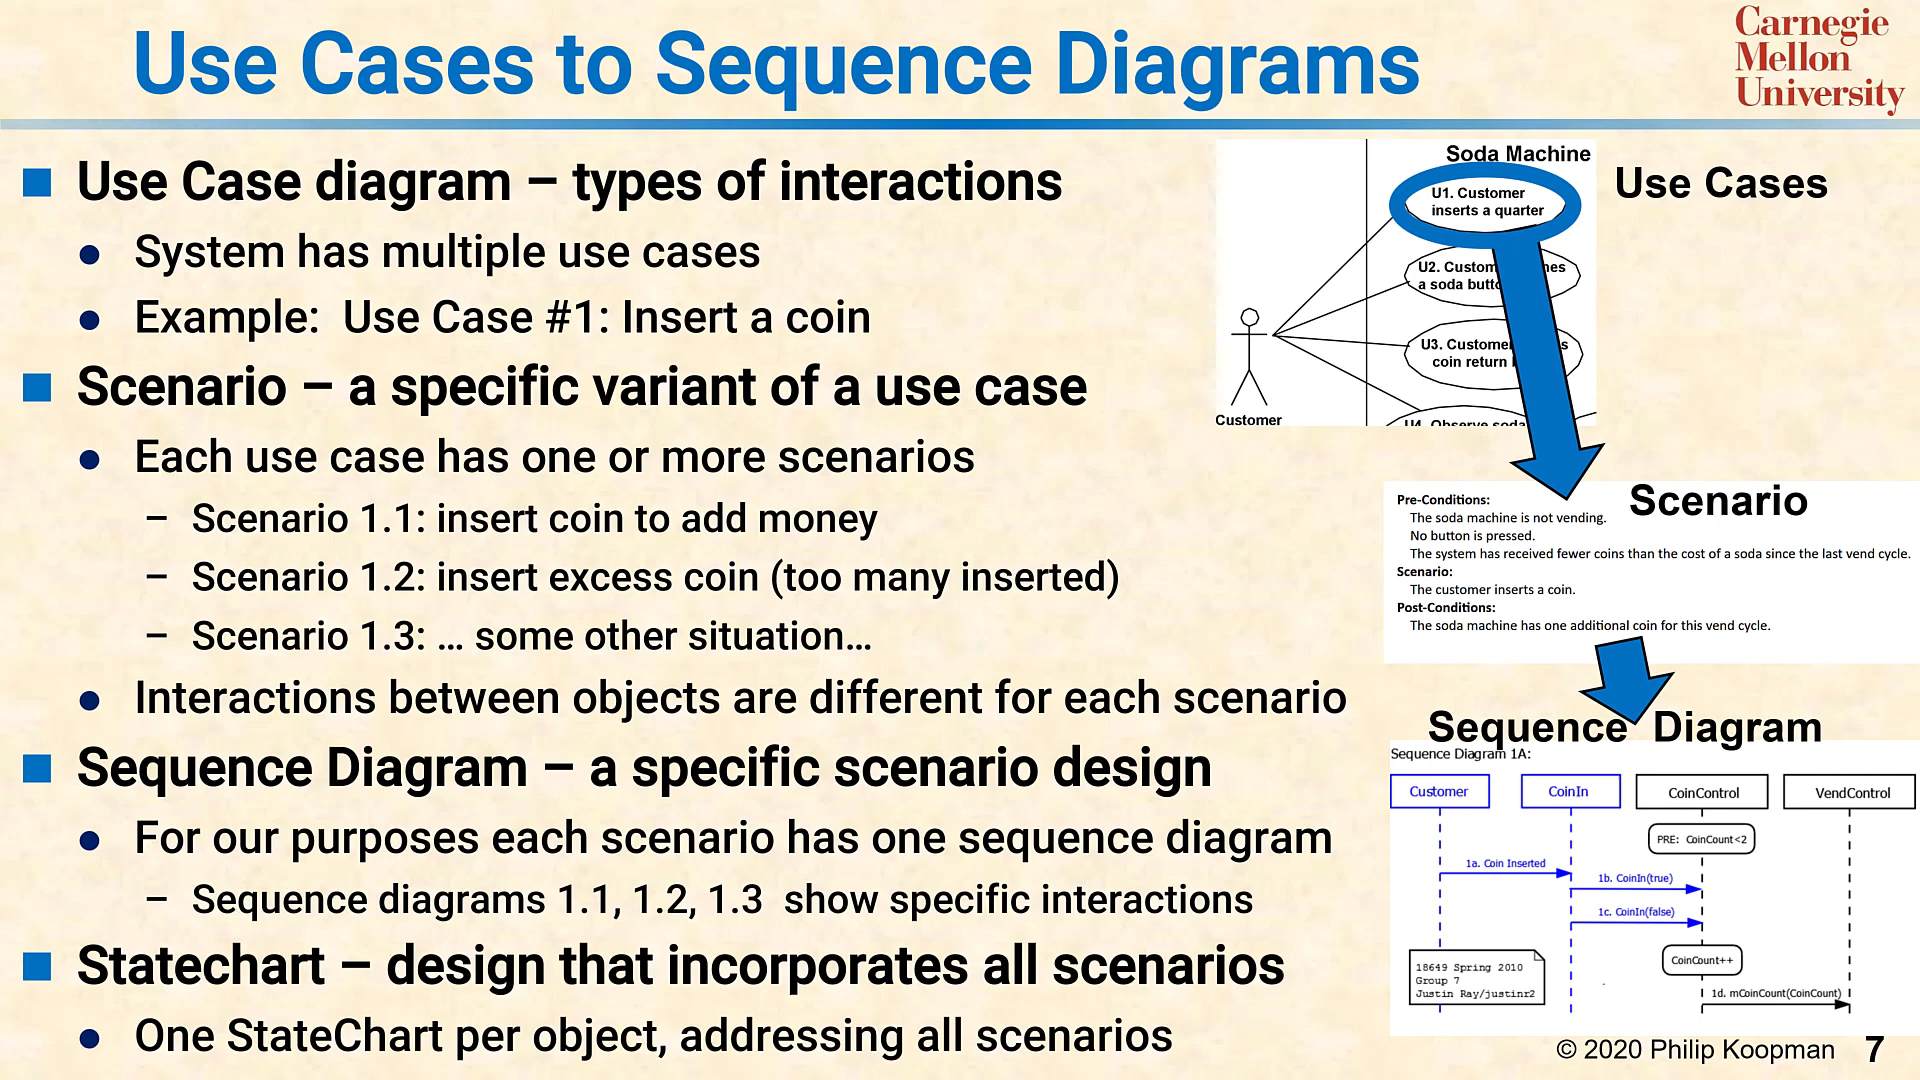 Use Cases to Sequence Diagrams
Carnegie
Mellon
University
Use Case diagram – types of interactions
System has multiple use cases
Example: Use Case #1: Insert a coin
Scenario – a specific variant of a use case
Each use case has one or more scenarios
– Scenario 1.1: insert coin to add money
– Scenario 1.2: insert excess coin (too many inserted)
– Scenario 1.3: … some other situation…
Interactions between objects are different for each scenario
Sequence Diagram – a specific scenario design
For our purposes each scenario has one sequence diagram
– Sequence diagrams 1.1, 1.2, 1.3 show specific interactions
Statechart – design that incorporates all scenarios
One StateChart per object, addressing all scenarios
Soda Machine
Use Cases
U1. Customer
inserts a quarter
U2.
a soda
U3.
coin return
Customer
Scenario
Pre-Conditions:
The soda machine is not vending.
No button is pressed.
The system has received fewer coins than the cost of a soda since the last vend cycle.
Scenario:
The customer inserts a coin.
Post-Conditions:
The soda machine has one additional coin for this vend cycle.
Sequence Diagram
Sequence Diagram 1A:
Customer
CoinIn
CoinControl
VendControl
PRE: CoinCount<2
1a. Coin Inserted
1b. CoinIn(true)
1c. CoinIn(false)
CoinCount++
18649 Spring 2010
Group 7
Justin Ray/justinr2
1d. mCoinCount(CoinCount)
© 2020 Philip Koopman 7